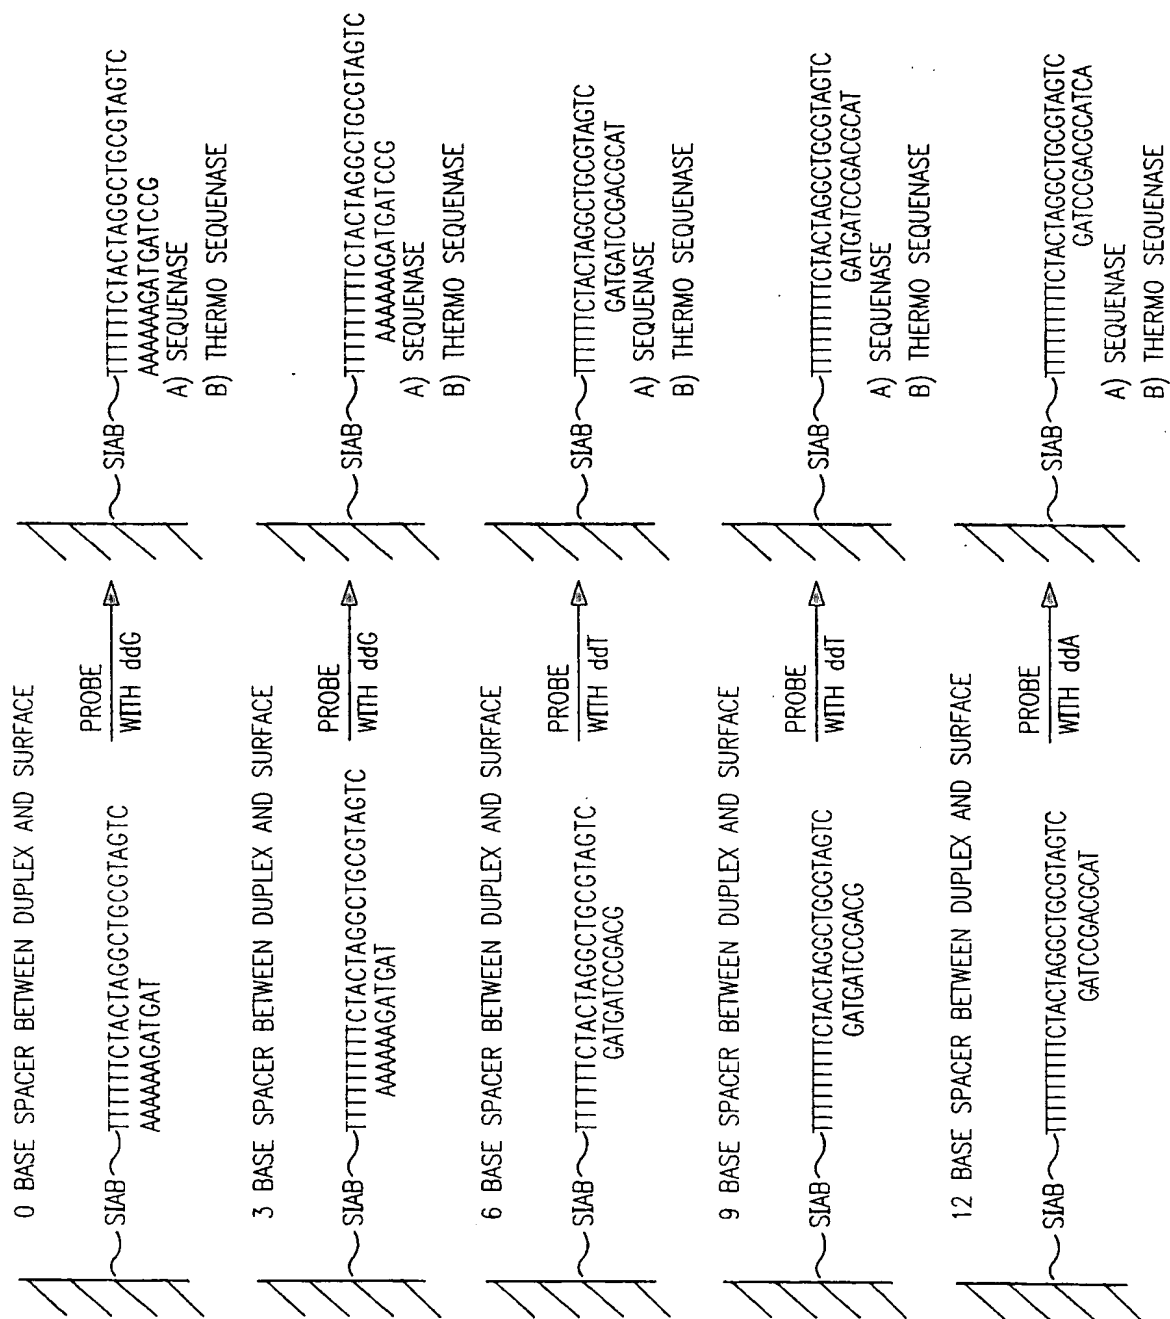 0 BASE SPACER BETWEEN DUPLEX AND SURFACE
SIAB TTTTTTCTACTAGGCTGCGTAGTC
AAAAAGATGAT
PROBE
WITH ddG
SIAB TTTTTTCTACTAGGCTGCGTAGTC
AAAAAGATGATCCG
A) SEQUENASE
B) THERMO SEQUENASE
3 BASE SPACER BETWEEN DUPLEX AND SURFACE
SIAB TTTTTTTTTCTACTAGGCTGCGTAGTC
AAAAAGATGAT
PROBE
WITH ddG
SIAB TTTTTTTTTCTACTAGGCTGCGTAGTC
AAAAAGATGATCCG
A) SEQUENASE
B) THERMO SEQUENASE
6 BASE SPACER BETWEEN DUPLEX AND SURFACE
SIAB TTTTTTCTACTAGGCTGCGTAGTC
GATGATCCGACG
PROBE
WITH ddT
SIAB TTTTTTCTACTAGGCTGCGTAGTC
GATGATCCGACGCAT
A) SEQUENASE
B) THERMO SEQUENASE
9 BASE SPACER BETWEEN DUPLEX AND SURFACE
SIAB TTTTTTTTTCTACTAGGCTGCGTAGTC
GATGATCCGACG
PROBE
WITH ddT
SIAB TTTTTTTTTCTACTAGGCTGCGTAGTC
GATGATCCGACGCAT
A) SEQUENASE
B) THERMO SEQUENASE
12 BASE SPACER BETWEEN DUPLEX AND SURFACE
SIAB TTTTTTTTTCTACTAGGCTGCGTAGTC
GATCCGACGCAT
PROBE
WITH ddA
SIAB TTTTTTTTTCTACTAGGCTGCGTAGTC
GATCCGACGCATCA
A) SEQUENASE
B) THERMO SEQUENASE